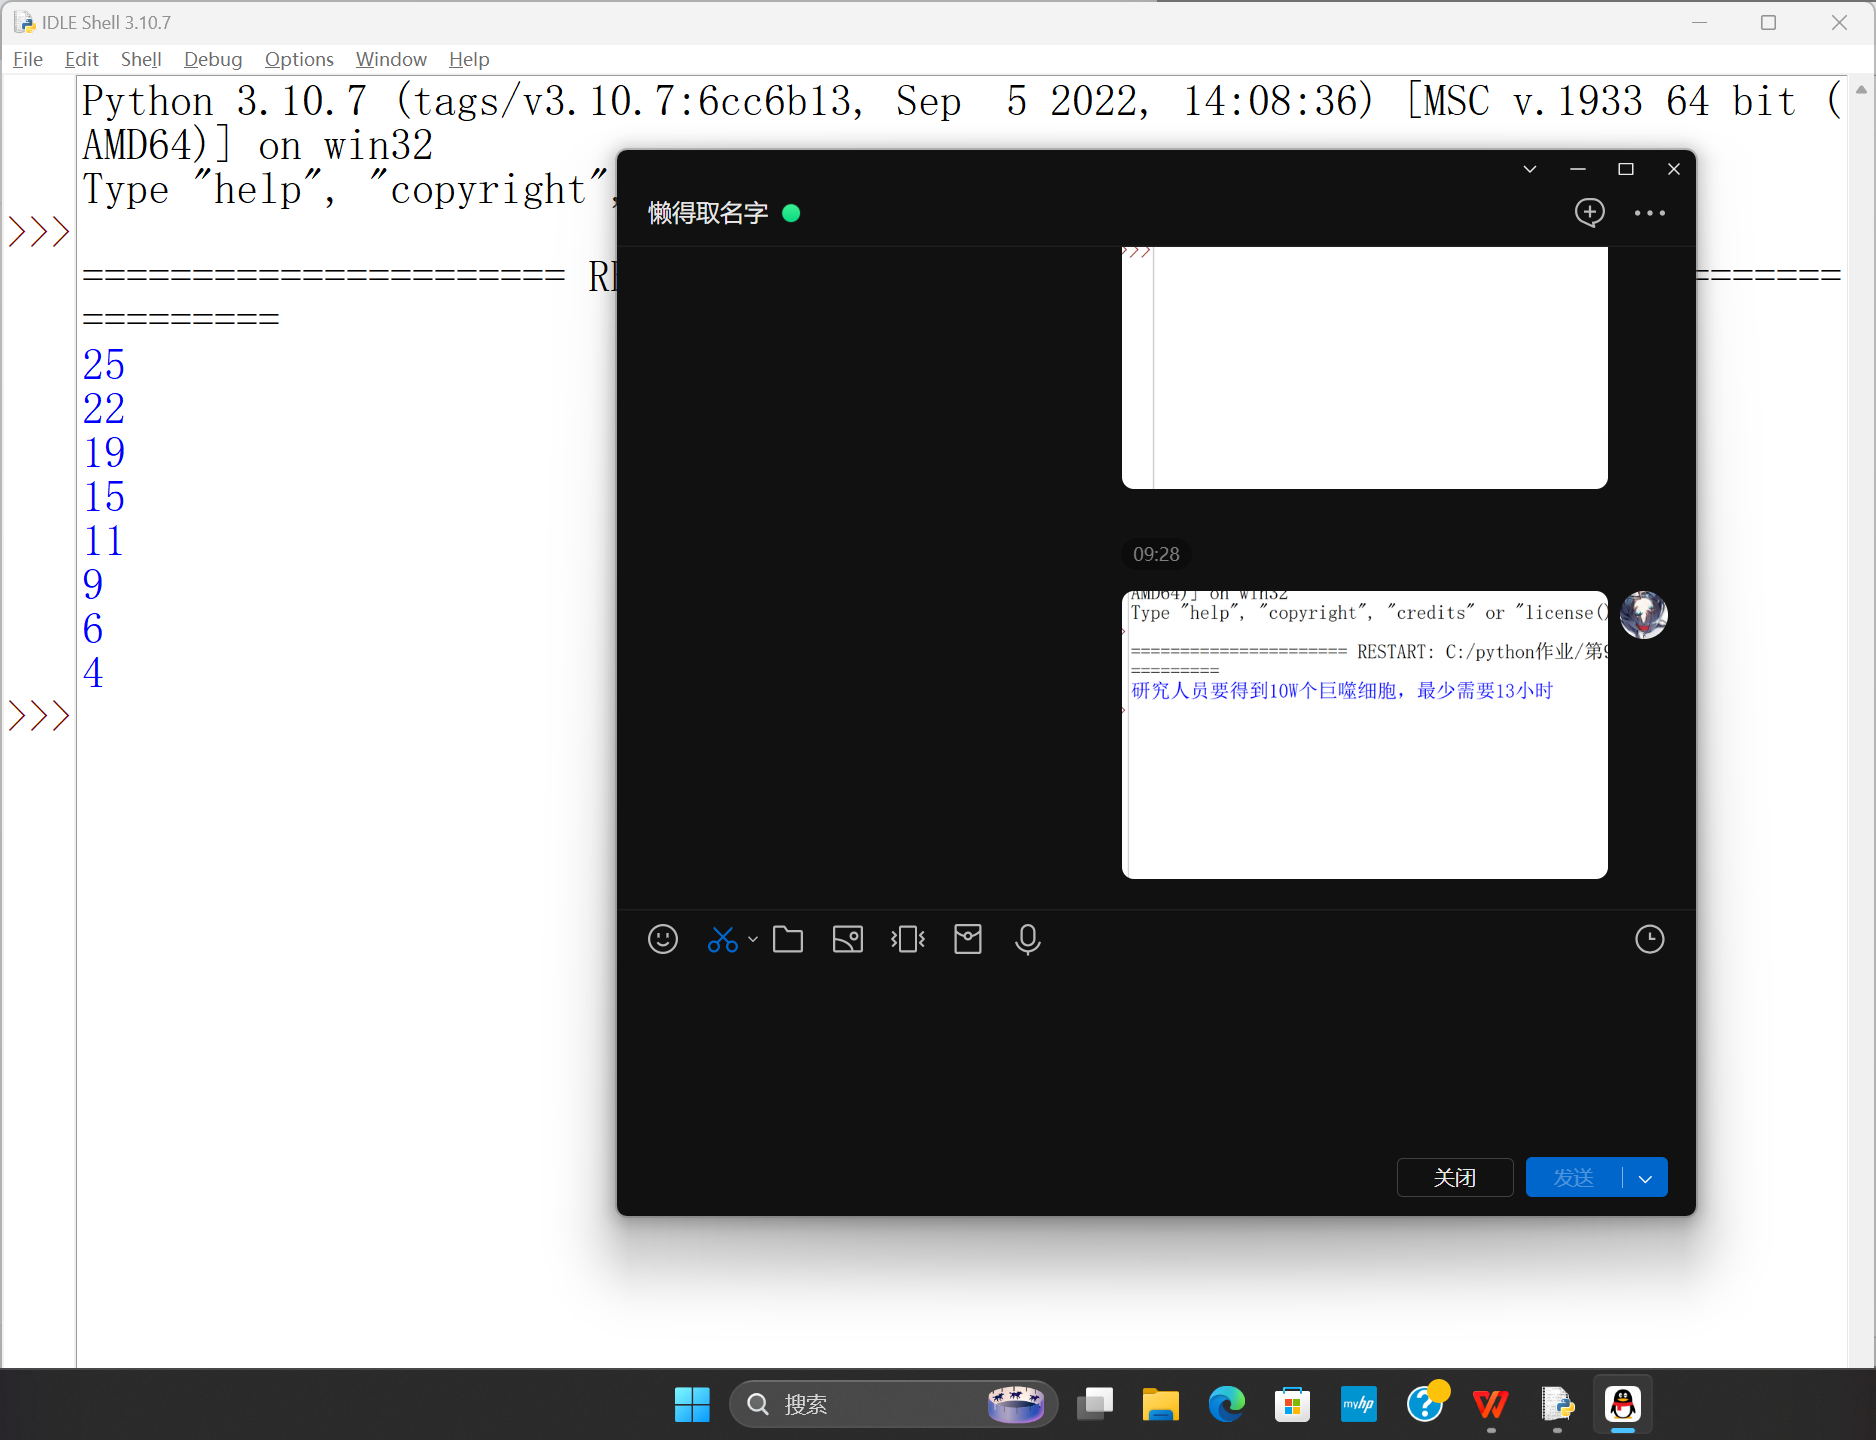 IDLE Shell 3.10.7
File Edit Shell Debug Options Window Help
Python 3.10.7 (tags/v3.10.7:6cc6b13, Sep  5 2022, 14:08:36) [MSC v.1933 64 bit (
AMD64)] on win32
Type "help", "copyright",
>>>
====================== RE
========
=========
25
22
19
15
11
9
6
4
>>>
懒得取名字
>>>
09:28
AMD64)] on win32
Type "help", "copyright", "credits" or "license()
====================== RESTART: C:/python作业/第9
=========
研究人员要得到10W个巨噬细胞，最少需要13小时
关闭
发送
搜索
myhp